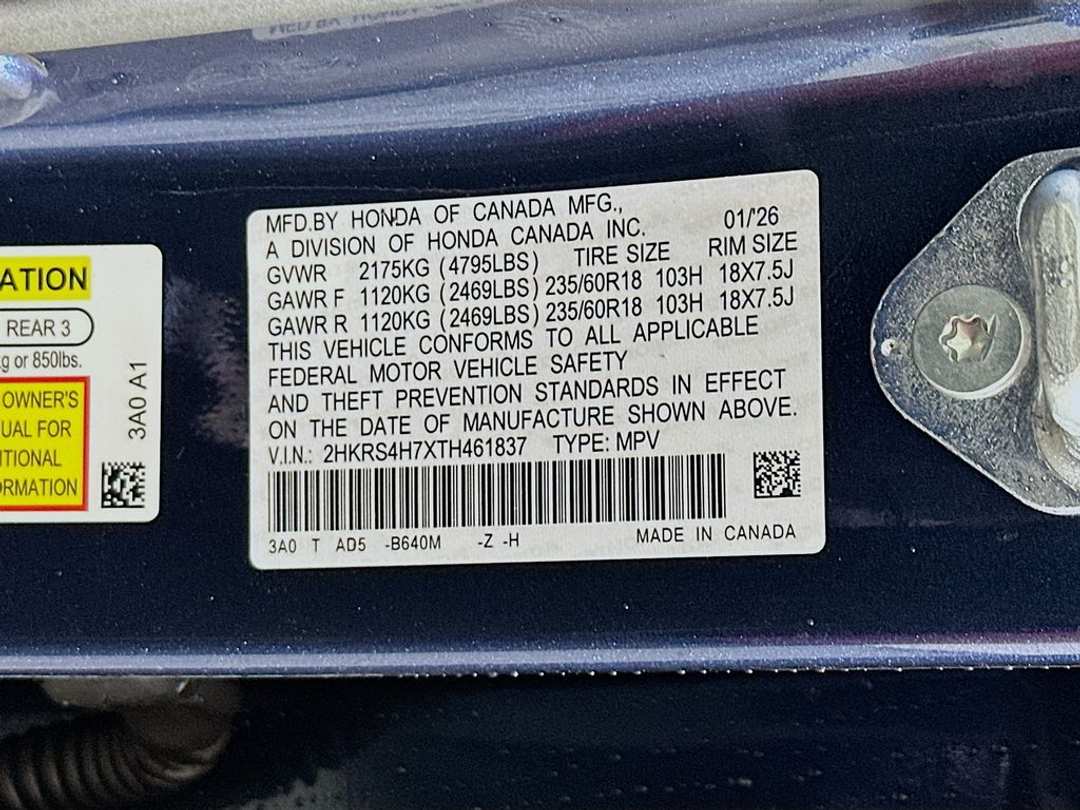 ATION
REAR 3
kg or 850lbs.
OWNER'S
UAL FOR
ITIONAL
ORMATION
3A0 A1
MFD.BY HONDA OF CANADA MFG.,
A DIVISION OF HONDA CANADA INC. 01/'26
GVWR 2175KG (4795LBS) TIRE SIZE RIM SIZE
GAWR F 1120KG (2469LBS) 235/60R18 103H 18X7.5J
GAWR R 1120KG (2469LBS) 235/60R18 103H 18X7.5J
THIS VEHICLE CONFORMS TO ALL APPLICABLE
FEDERAL MOTOR VEHICLE SAFETY
AND THEFT PREVENTION STANDARDS IN EFFECT
ON THE DATE OF MANUFACTURE SHOWN ABOVE.
V.I.N.: 2HKRS4H7XTH461837 TYPE: MPV
3A0 T AD5 -B640M -Z -H MADE IN CANADA